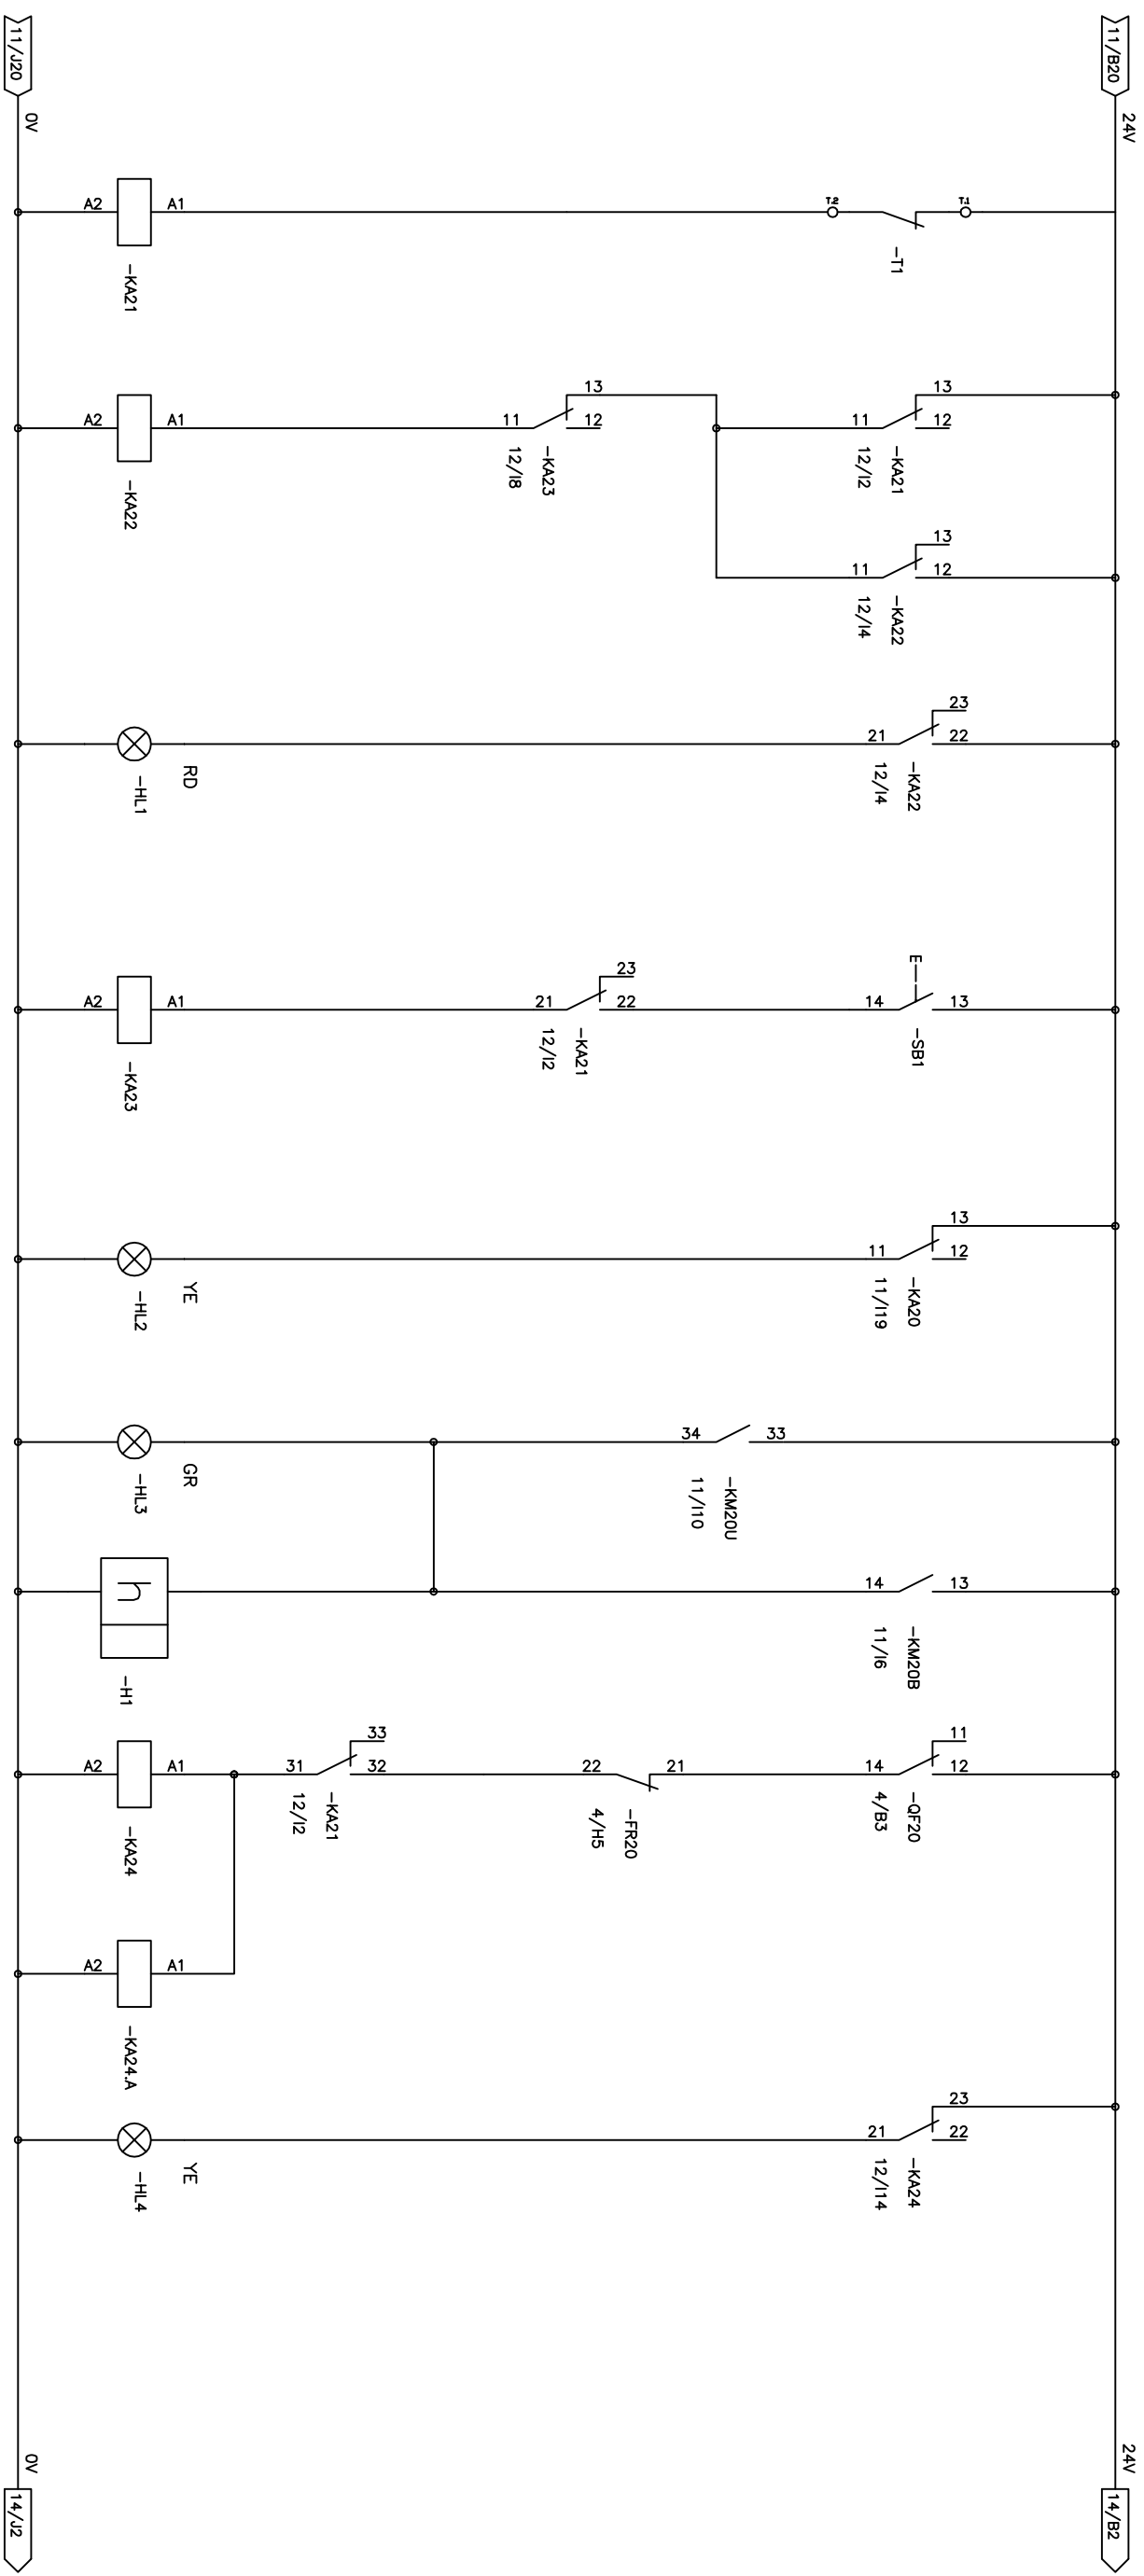 11/B20
24V
11/J20
0V
T.1
T.2
-T1
A1
A2
-KA21
13
12
11
-KA21
12/I2
13
12
11
-KA22
12/I4
13
12
11
-KA23
12/I8
A1
A2
-KA22
23
22
21
-KA22
12/I4
RD
-HL1
E
13
14
-SB1
23
22
21
-KA21
12/I2
A1
A2
-KA23
13
12
11
-KA20
11/I19
YE
-HL2
33
34
-KM20U
11/I10
GR
-HL3
13
14
-KM20B
11/I6
h
-H1
11
12
14
-QF20
4/B3
21
22
-FR20
4/H5
33
32
31
-KA21
12/I2
A1
A2
-KA24
A1
A2
-KA24.A
23
22
21
-KA24
12/I14
YE
-HL4
24V
14/B2
0V
14/J2